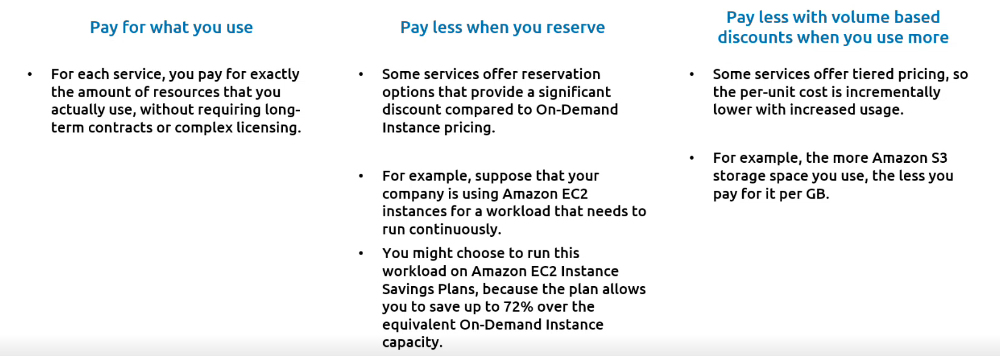 Pay for what you use
• For each service, you pay for exactly
the amount of resources that you
actually use, without requiring long-
term contracts or complex licensing.
Pay less when you reserve
• Some services offer reservation
options that provide a significant
discount compared to On-Demand
Instance pricing.
• For example, suppose that your
company is using Amazon EC2
instances for a workload that needs to
run continuously.
• You might choose to run this
workload on Amazon EC2 Instance
Savings Plans, because the plan allows
you to save up to 72% over the
equivalent On-Demand Instance
capacity.
Pay less with volume based
discounts when you use more
• Some services offer tiered pricing, so
the per-unit cost is incrementally
lower with increased usage.
• For example, the more Amazon S3
storage space you use, the less you
pay for it per GB.